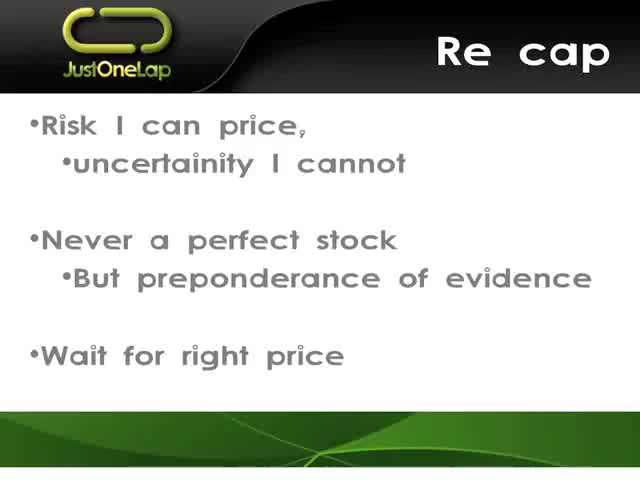 JustOneLap
Re cap
•Risk I can price,
•uncertainity I cannot
•Never a perfect stock
•But preponderance of evidence
•Wait for right price